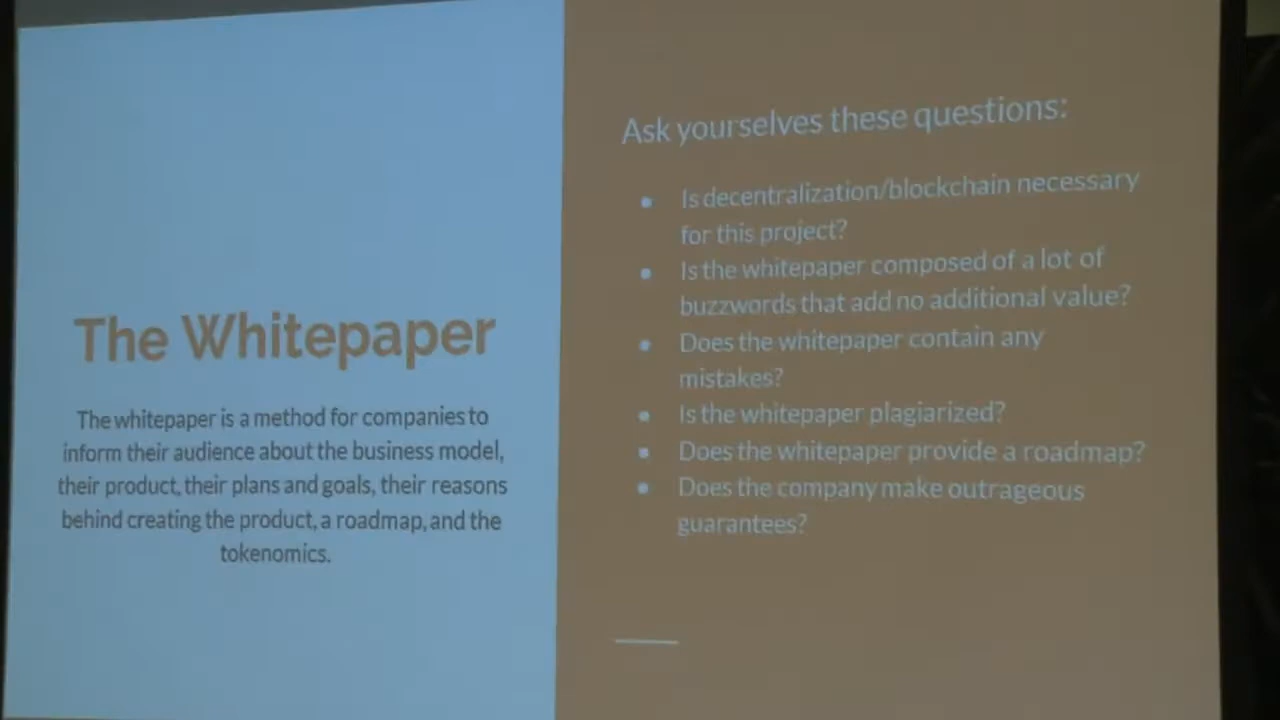 The Whitepaper
The whitepaper is a method for companies to
inform their audience about the business model,
their product, their plans and goals, their reasons
behind creating the product, a roadmap, and the
tokenomics.
Ask yourselves these questions:
● Is decentralization/blockchain necessary
for this project?
● Is the whitepaper composed of a lot of
buzzwords that add no additional value?
● Does the whitepaper contain any
mistakes?
● Is the whitepaper plagiarized?
● Does the whitepaper provide a roadmap?
● Does the company make outrageous
guarantees?